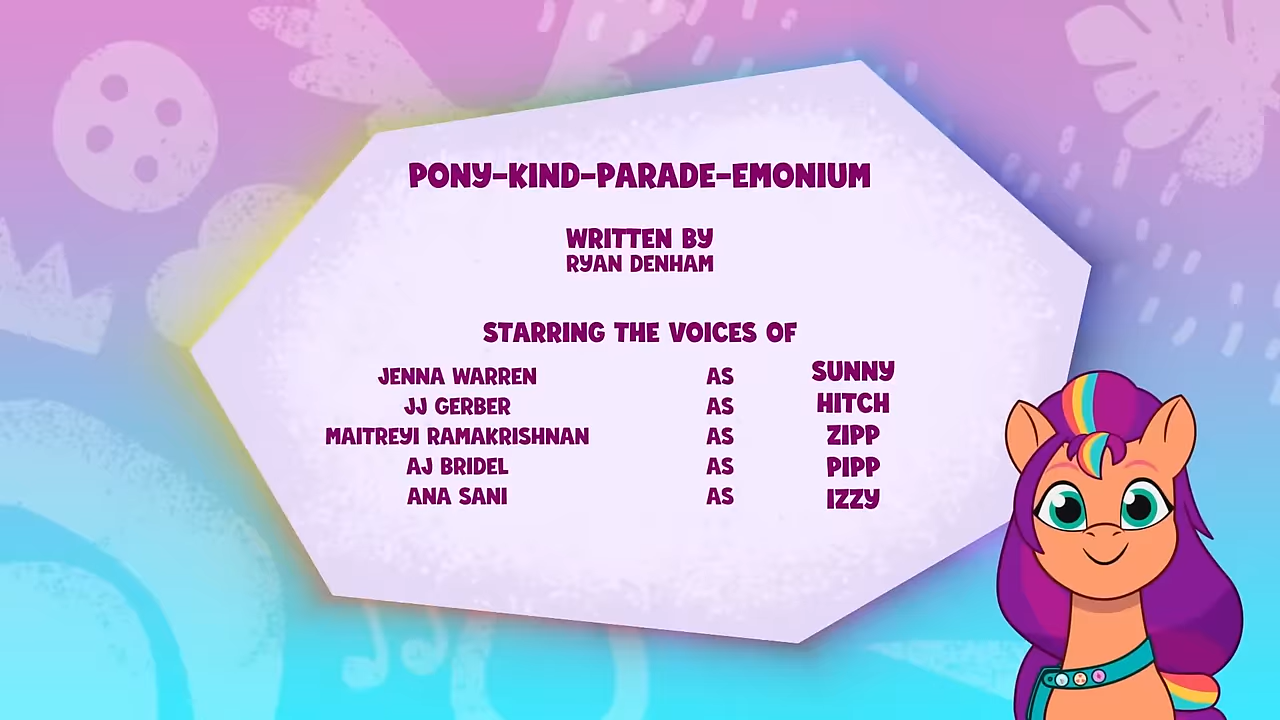 PONY-KIND-PARADE-EMONIUM
WRITTEN BY
RYAN DENHAM
STARRING THE VOICES OF
JENNA WARREN AS SUNNY
JJ GERBER AS HITCH
MAITREYI RAMAKRISHNAN AS ZIPP
AJ BRIDEL AS PIPP
ANA SANI AS IZZY